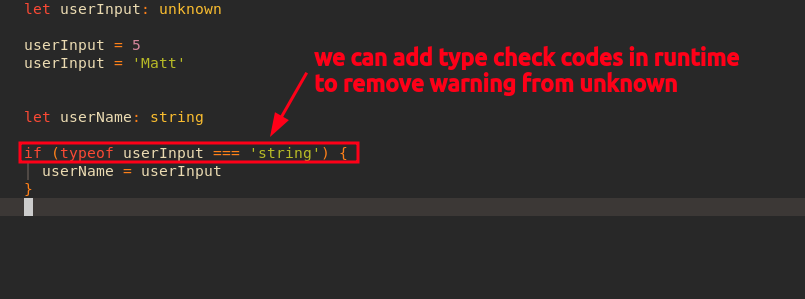 let userInput: unknown
userInput = 5
userInput = 'Matt'
we can add type check codes in runtime
to remove warning from unknown
let userName: string
if (typeof userInput === 'string') {
userName = userInput
}